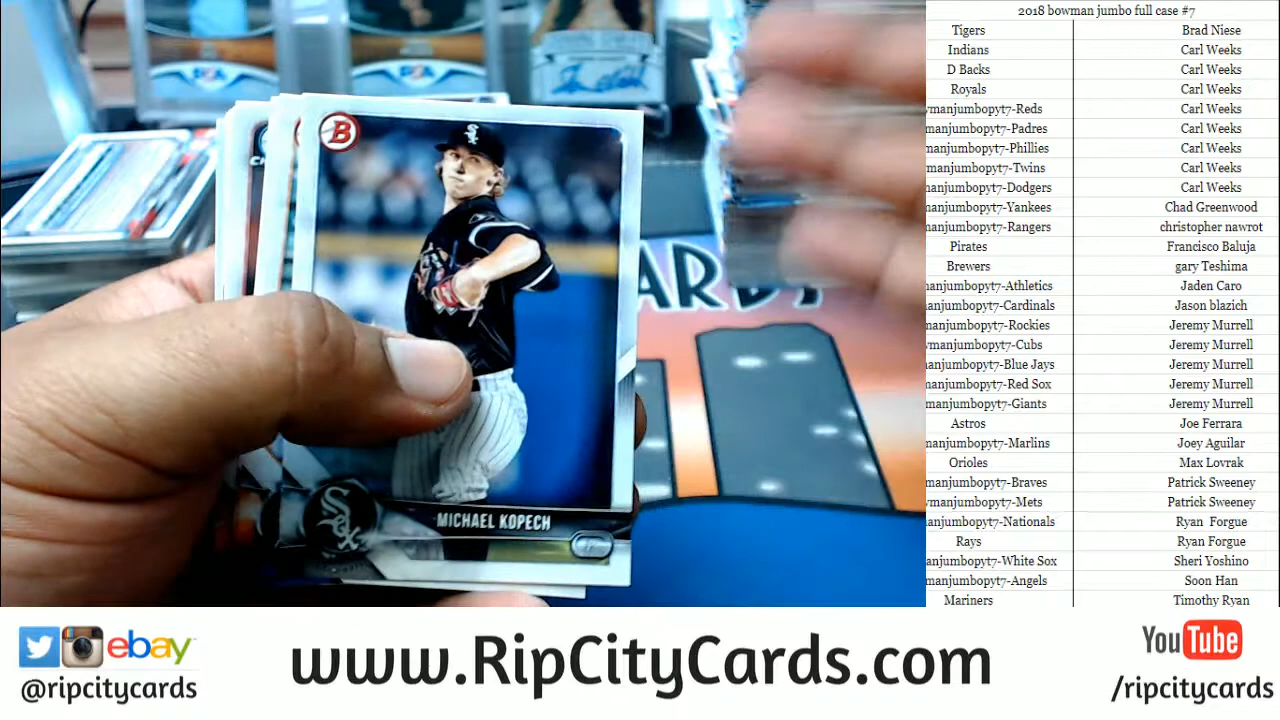 2018 bowman jumbo full case #7
Tigers Brad Niese
Indians Carl Weeks
D Backs Carl Weeks
Royals Carl Weeks
manjumbopyt7-Reds Carl Weeks
manjumbopyt7-Padres Carl Weeks
manjumbopyt7-Phillies Carl Weeks
manjumbopyt7-Twins Carl Weeks
manjumbopyt7-Dodgers Carl Weeks
manjumbopyt7-Yankees Chad Greenwood
manjumbopyt7-Rangers christopher nawrot
Pirates Francisco Baluja
Brewers gary Teshima
manjumbopyt7-Athletics Jaden Caro
manjumbopyt7-Cardinals Jason blazich
manjumbopyt7-Rockies Jeremy Murrell
manjumbopyt7-Cubs Jeremy Murrell
manjumbopyt7-Blue Jays Jeremy Murrell
manjumbopyt7-Red Sox Jeremy Murrell
manjumbopyt7-Giants Jeremy Murrell
Astros Joe Ferrara
manjumbopyt7-Marlins Joey Aguilar
Orioles Max Lovrak
manjumbopyt7-Braves Patrick Sweeney
manjumbopyt7-Mets Patrick Sweeney
manjumbopyt7-Nationals Ryan Forgue
Rays Ryan Forgue
manjumbopyt7-White Sox Sheri Yoshino
manjumbopyt7-Angels Soon Han
Mariners Timothy Ryan
B
Sox
ARDS
MICHAEL KOPECH
Sox
ebay
@ripcitycards
www.RipCityCards.com
YouTube
/ripcitycards